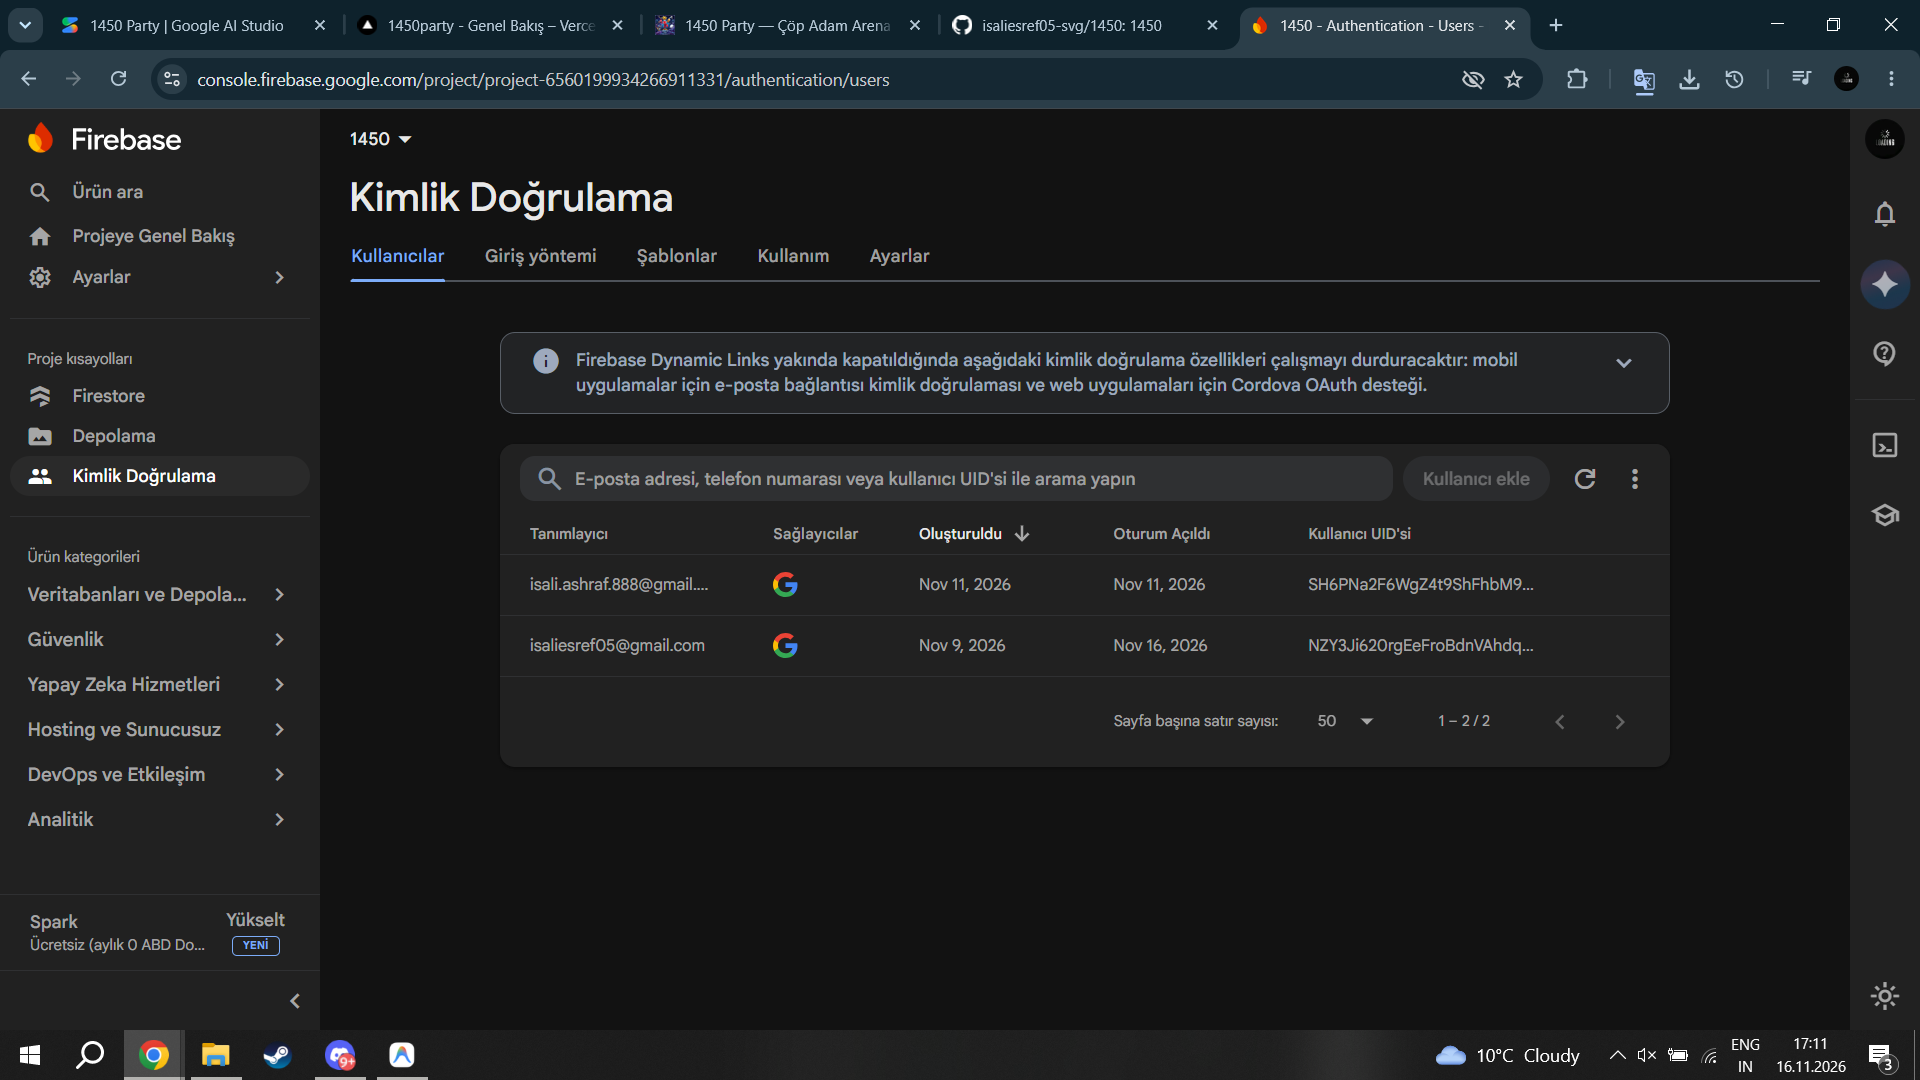 1450 Party | Google AI Studio
1450party - Genel Bakış – Verce
1450 Party — Çöp Adam Arena
isaliesref05-svg/1450: 1450
1450 - Authentication - Users -
console.firebase.google.com/project/project-6560199934266911331/authentication/users
Firebase
Ürün ara
Projeye Genel Bakış
Ayarlar
Proje kısayolları
Firestore
Depolama
Kimlik Doğrulama
Ürün kategorileri
Veritabanları ve Depola...
Güvenlik
Yapay Zeka Hizmetleri
Hosting ve Sunucusuz
DevOps ve Etkileşim
Analitik
Spark
Ücretsiz (aylık 0 ABD Do...
Yükselt
YENİ
1450
Kimlik Doğrulama
Kullanıcılar
Giriş yöntemi
Şablonlar
Kullanım
Ayarlar
Firebase Dynamic Links yakında kapatıldığında aşağıdaki kimlik doğrulama özellikleri çalışmayı durduracaktır: mobil
uygulamalar için e-posta bağlantısı kimlik doğrulaması ve web uygulamaları için Cordova OAuth desteği.
E-posta adresi, telefon numarası veya kullanıcı UID'si ile arama yapın
Kullanıcı ekle
Tanımlayıcı
Sağlayıcılar
Oluşturuldu
Oturum Açıldı
Kullanıcı UID'si
isali.ashraf.888@gmail....
Nov 11, 2026
Nov 11, 2026
SH6PNa2F6WgZ4t9ShFhbM9...
isaliesref05@gmail.com
Nov 9, 2026
Nov 16, 2026
NZY3Ji620rgEeFroBdnVAhdq...
Sayfa başına satır sayısı:
50
1 – 2 / 2
LOADING
9+
10°C Cloudy
ENG
IN
17:11
16.11.2026
3